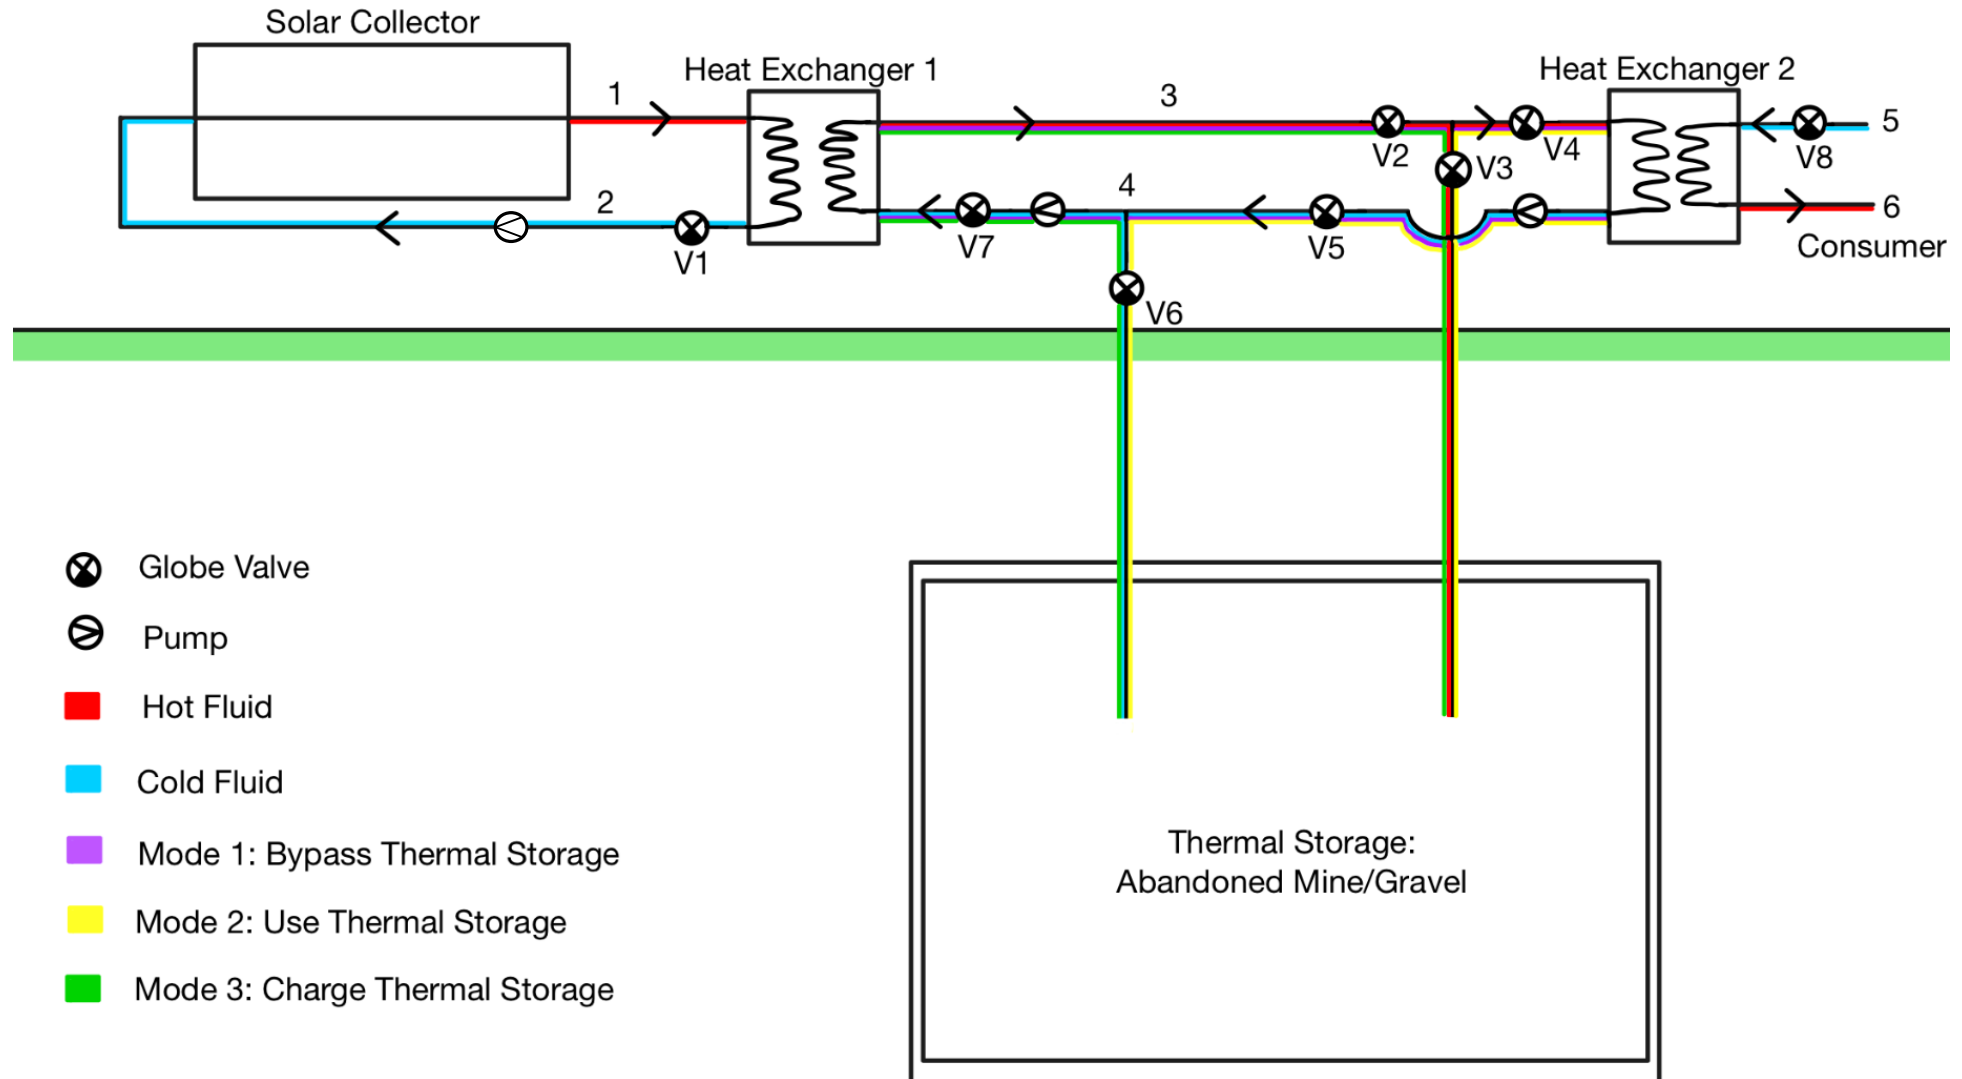 Solar Collector
Heat Exchanger 1
Heat Exchanger 2
1
3
5
V2
V4
V8
V3
2
4
6
V1
V7
V5
Consumer
V6
Globe Valve
Pump
Hot Fluid
Cold Fluid
Mode 1: Bypass Thermal Storage
Mode 2: Use Thermal Storage
Mode 3: Charge Thermal Storage
Thermal Storage:
Abandoned Mine/Gravel